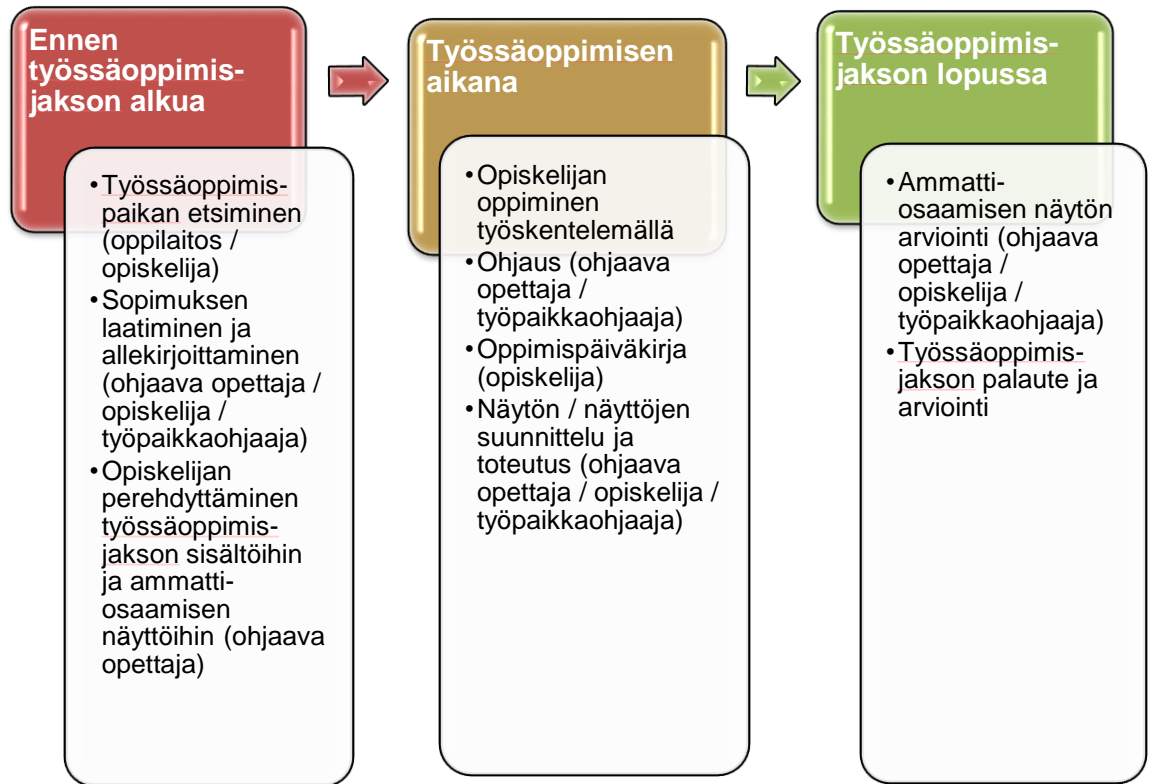 Ennen
työssäoppimis-
jakson alkua
•Työssäoppimis-
paikan etsiminen
(oppilaitos /
opiskelija)
•Sopimuksen
laatiminen ja
allekirjoittaminen
(ohjaava opettaja /
opiskelija /
työpaikkaohjaaja)
•Opiskelijan
perehdyttäminen
työssäoppimis-
jakson sisältöihin
ja ammatti-
osaamisen
näyttöihin (ohjaava
opettaja)
Työssäoppimisen
aikana
•Opiskelijan
oppiminen
työskentelemällä
•Ohjaus (ohjaava
opettaja /
työpaikkaohjaaja)
•Oppimispäiväkirja
(opiskelija)
•Näytön / näyttöjen
suunnittelu ja
toteutus (ohjaava
opettaja / opiskelija /
työpaikkaohjaaja)
Työssäoppimis-
jakson lopussa
•Ammatti-
osaamisen näytön
arviointi (ohjaava
opettaja /
opiskelija /
työpaikkaohjaaja)
•Työssäoppimis-
jakson palaute ja
arviointi